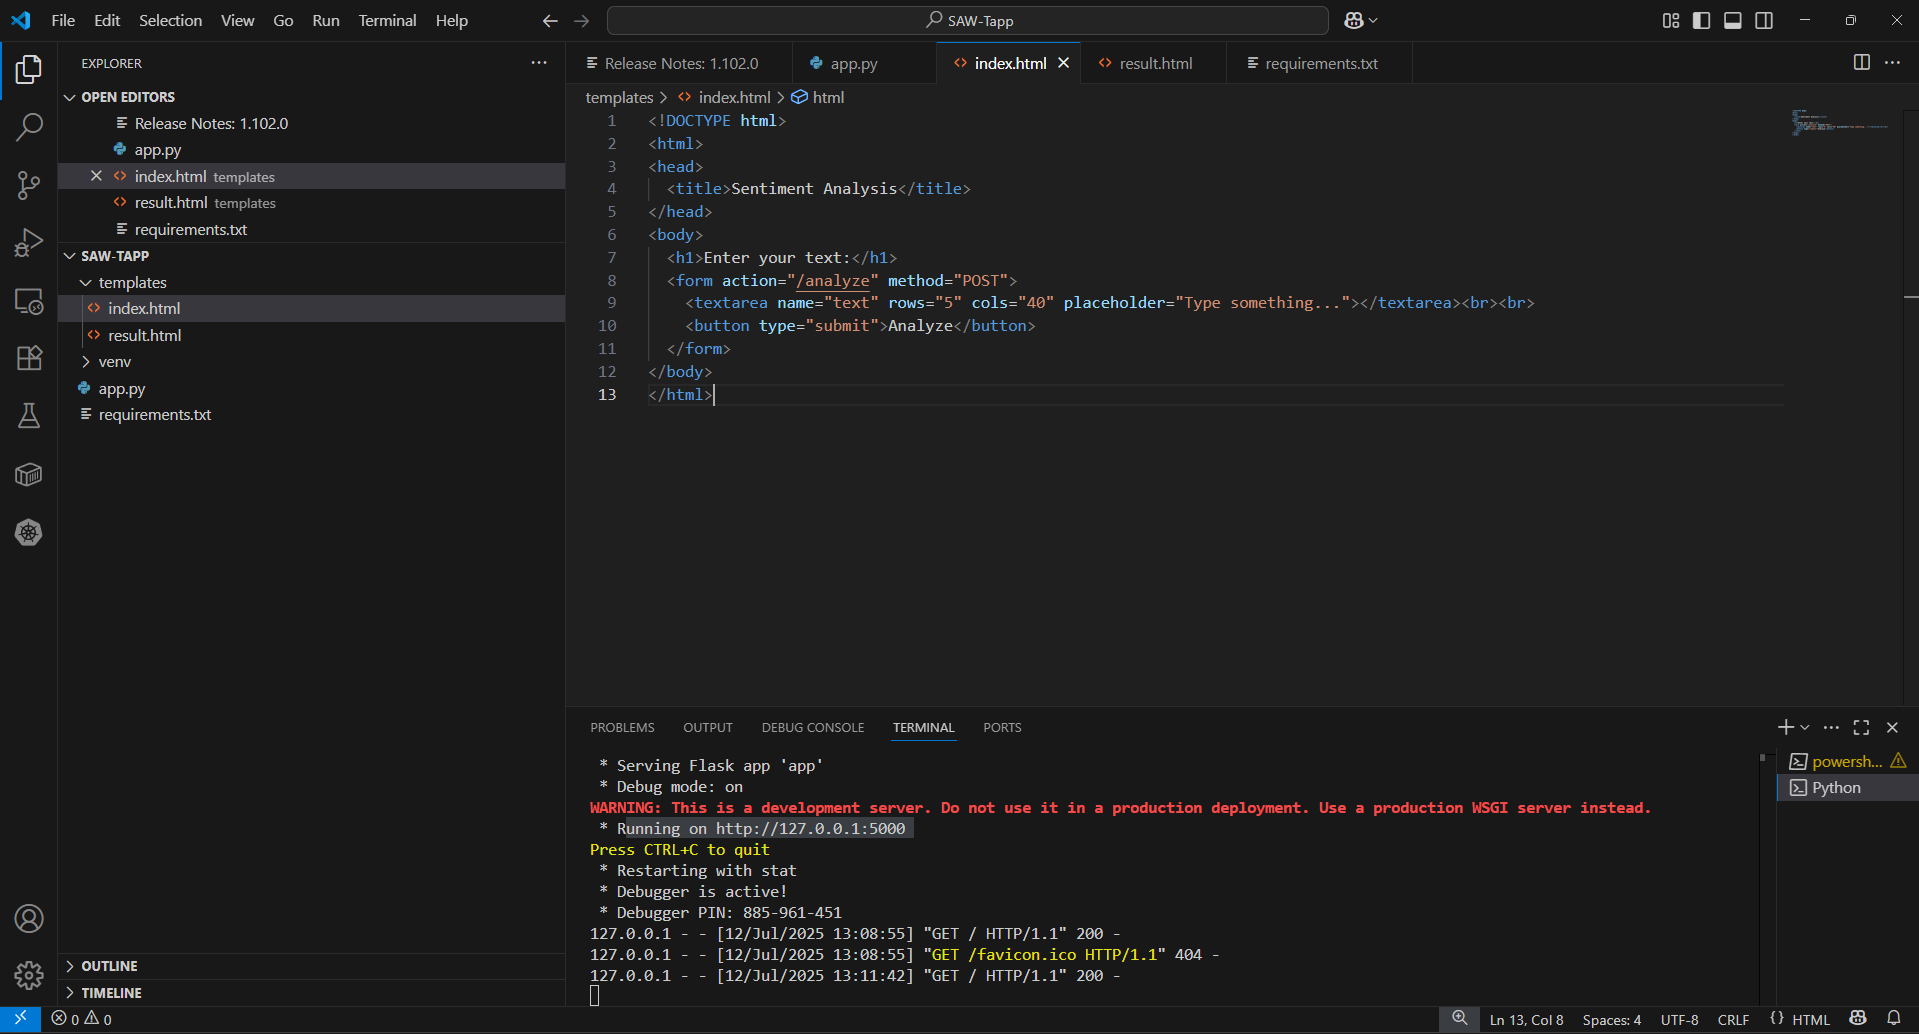 File Edit Selection View Go Run Terminal Help
SAW-Tapp
EXPLORER
OPEN EDITORS
Release Notes: 1.102.0
app.py
index.html templates
result.html templates
requirements.txt
SAW-TAPP
templates
index.html
result.html
venv
app.py
requirements.txt
OUTLINE
TIMELINE
Release Notes: 1.102.0 app.py index.html result.html requirements.txt
templates > index.html > html
1 <!DOCTYPE html>
2 <html>
3 <head>
4 <title>Sentiment Analysis</title>
5 </head>
6 <body>
7 <h1>Enter your text:</h1>
8 <form action="/analyze" method="POST">
9 <textarea name="text" rows="5" cols="40" placeholder="Type something..."></textarea><br><br>
10 <button type="submit">Analyze</button>
11 </form>
12 </body>
13 </html>
PROBLEMS OUTPUT DEBUG CONSOLE TERMINAL PORTS
* Serving Flask app 'app'
* Debug mode: on
WARNING: This is a development server. Do not use it in a production deployment. Use a production WSGI server instead.
* Running on http://127.0.0.1:5000
Press CTRL+C to quit
* Restarting with stat
* Debugger is active!
* Debugger PIN: 885-961-451
127.0.0.1 - - [12/Jul/2025 13:08:55] "GET / HTTP/1.1" 200 -
127.0.0.1 - - [12/Jul/2025 13:08:55] "GET /favicon.ico HTTP/1.1" 404 -
127.0.0.1 - - [12/Jul/2025 13:11:42] "GET / HTTP/1.1" 200 -
powersh...
Python
0 0
Ln 13, Col 8 Spaces: 4 UTF-8 CRLF {} HTML